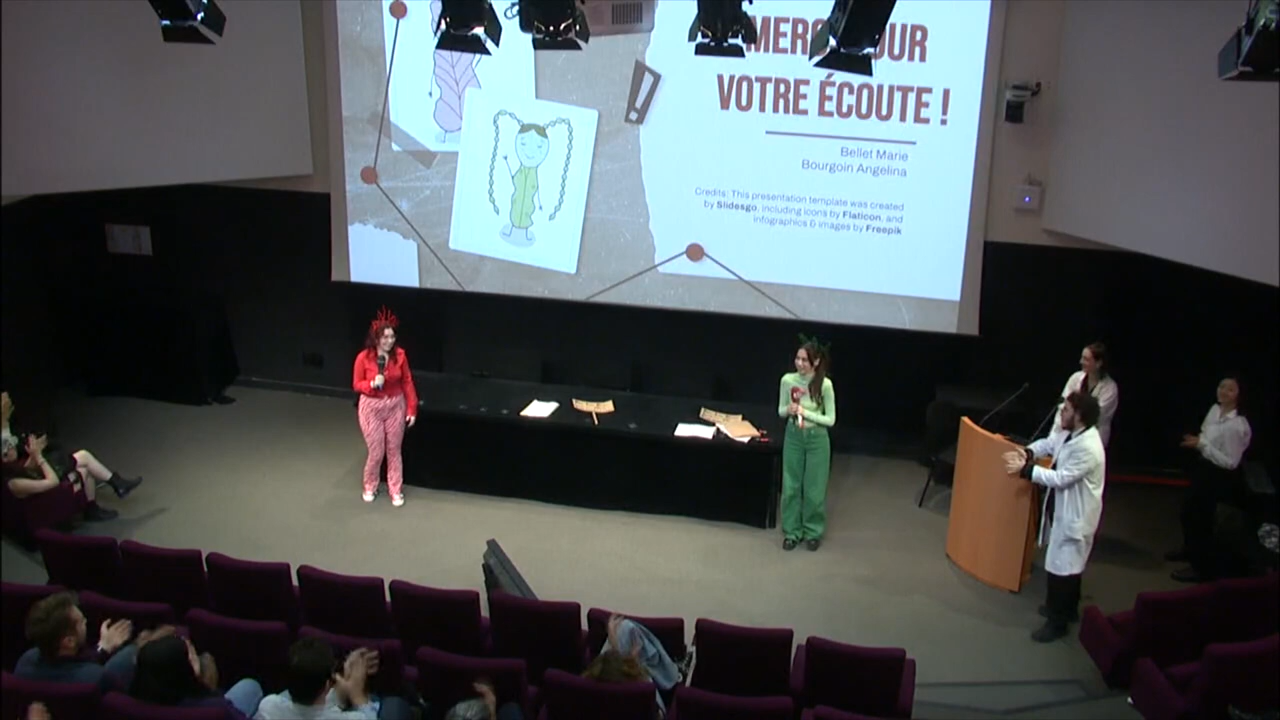 VOTRE ÉCOUTE !
Bellet Marie
Bourgoin Angelina
Credits: This presentation template was created
by Slidesgo, including icons by Flaticon, and
infographics & images by Freepik